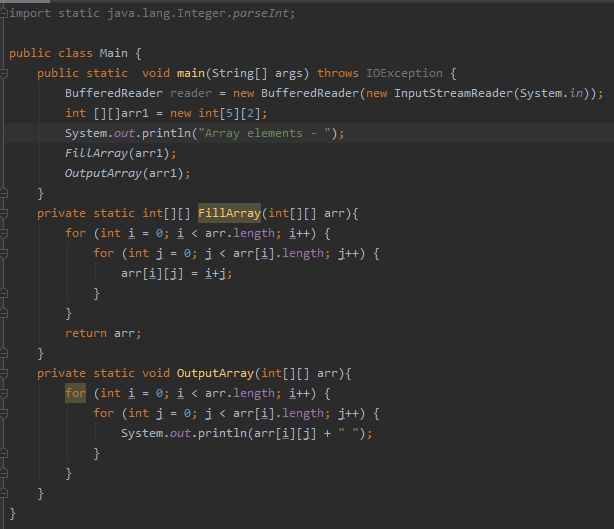 import static java.lang.Integer.parseInt;
public class Main {
    public static  void main(String[] args) throws IOException {
        BufferedReader reader = new BufferedReader(new InputStreamReader(System.in));
        int [][]arr1 = new int[5][2];
        System.out.println("Array elements - ");
        FillArray(arr1);
        OutputArray(arr1);
    }
    private static int[][] FillArray(int[][] arr){
        for (int i = 0; i < arr.length; i++) {
            for (int j = 0; j < arr[i].length; j++) {
                arr[i][j] = i+j;
            }
        }
        return arr;
    }
    private static void OutputArray(int[][] arr){
        for (int i = 0; i < arr.length; i++) {
            for (int j = 0; j < arr[i].length; j++) {
                System.out.println(arr[i][j] + " ");
            }
        }
    }
}